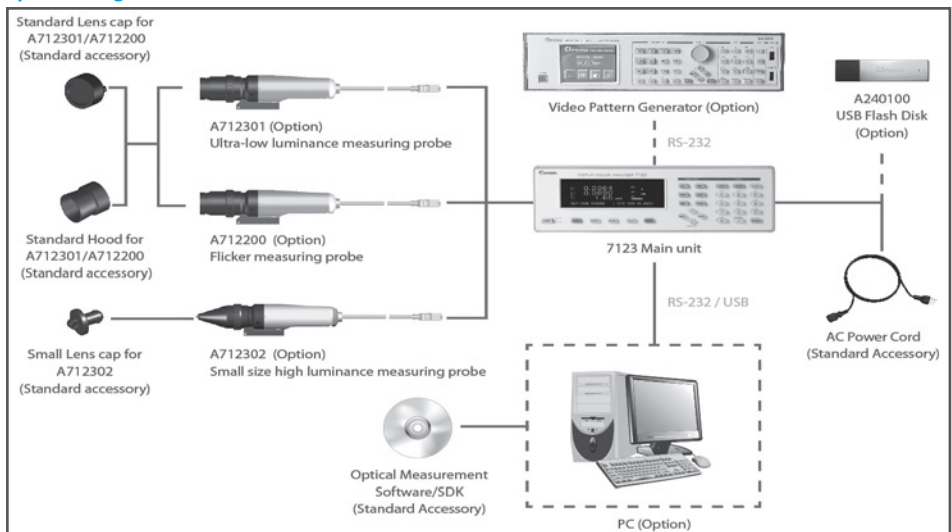 Standard Lens cap for
A712301/A712200
(Standard accessory)
A712301 (Option)
Ultra-low luminance measuring probe
Standard Hood for
A712301/A712200
(Standard accessory)
A712200 (Option)
Flicker measuring probe
Small Lens cap for
A712302
(Standard accessory)
A712302 (Option)
Small size high luminance measuring probe
Video Pattern Generator (Option)
RS-232
7123 Main unit
RS-232 / USB
A240100
USB Flash Disk
(Option)
AC Power Cord
(Standard Accessory)
Optical Measurement
Software/SDK
(Standard Accessory)
PC (Option)